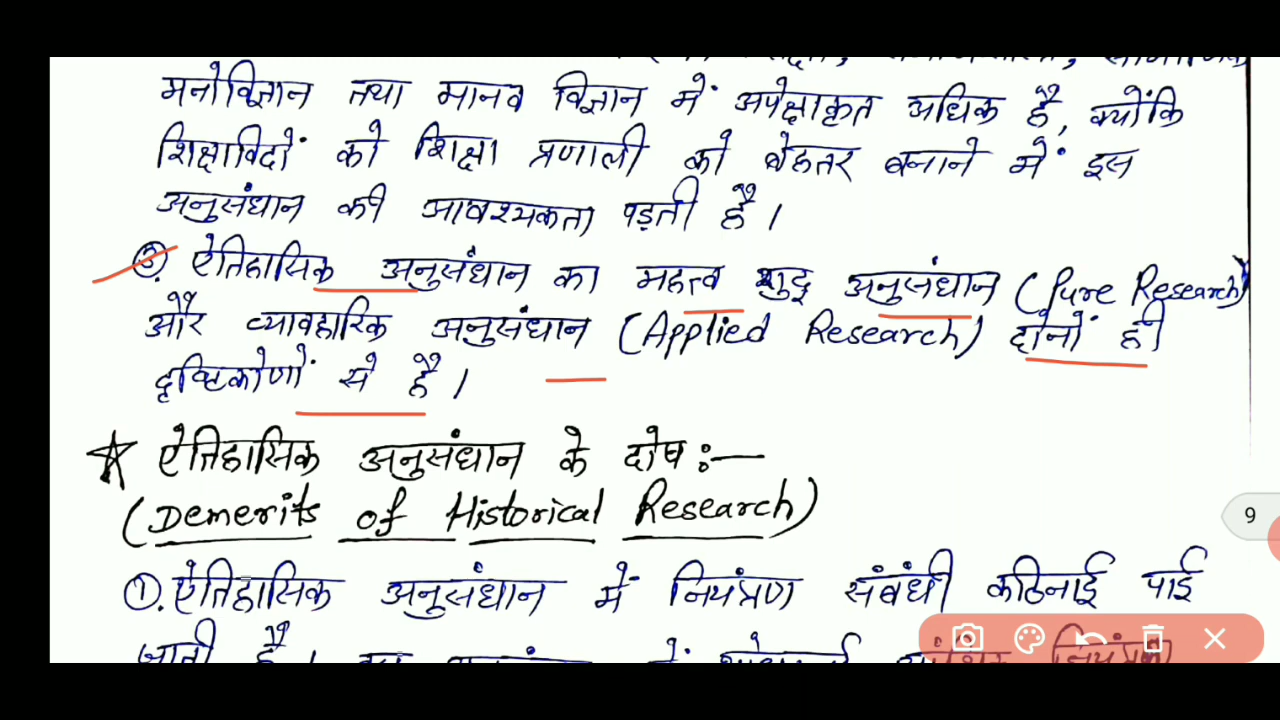 मनोविज्ञान तथा मानव विज्ञान में अपेक्षाकृत अधिक है, क्योंकि
शिक्षाविदों को शिक्षा प्रणाली को बेहतर बनाने में इस
अनुसंधान की आवश्यकता पड़ती है।
ऐतिहासिक अनुसंधान का महत्व शुद्ध अनुसंधान (Pure Research)
और व्यावहारिक अनुसंधान (Applied Research) दोनों ही
दृष्टिकोणों से है।
★ ऐतिहासिक अनुसंधान के दोष :—
(Demerits of Historical Research)
①. ऐतिहासिक अनुसंधान में नियंत्रण संबंधी कठिनाई पाई
जाती है।
9